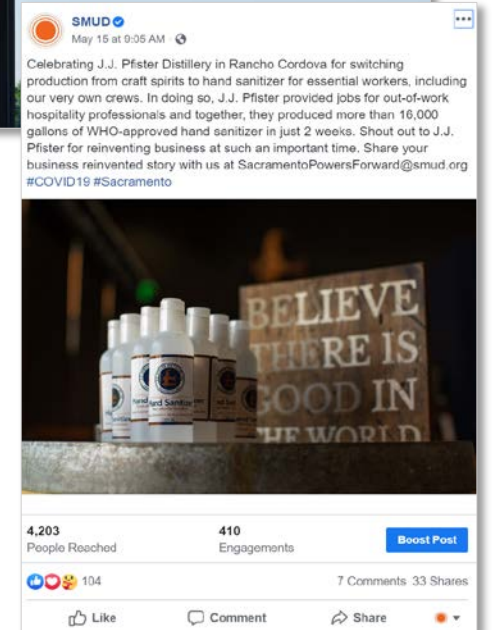 SMUD
May 15 at 9:05 AM
Celebrating J.J. Pfister Distillery in Rancho Cordova for switching
production from craft spirits to hand sanitizer for essential workers, including
our very own crews. In doing so, J.J. Pfister provided jobs for out-of-work
hospitality professionals and together, they produced more than 16,000
gallons of WHO-approved hand sanitizer in just 2 weeks. Shout out to J.J.
Pfister for reinventing business at such an important time. Share your
business reinvented story with us at SacramentoPowersForward@smud.org
#COVID19 #Sacramento
BELIEVE
THERE IS
GOOD IN
THE WORLD
Hand Sanitizer
4,203
People Reached
410
Engagements
Boost Post
104
7 Comments 33 Shares
Like
Comment
Share